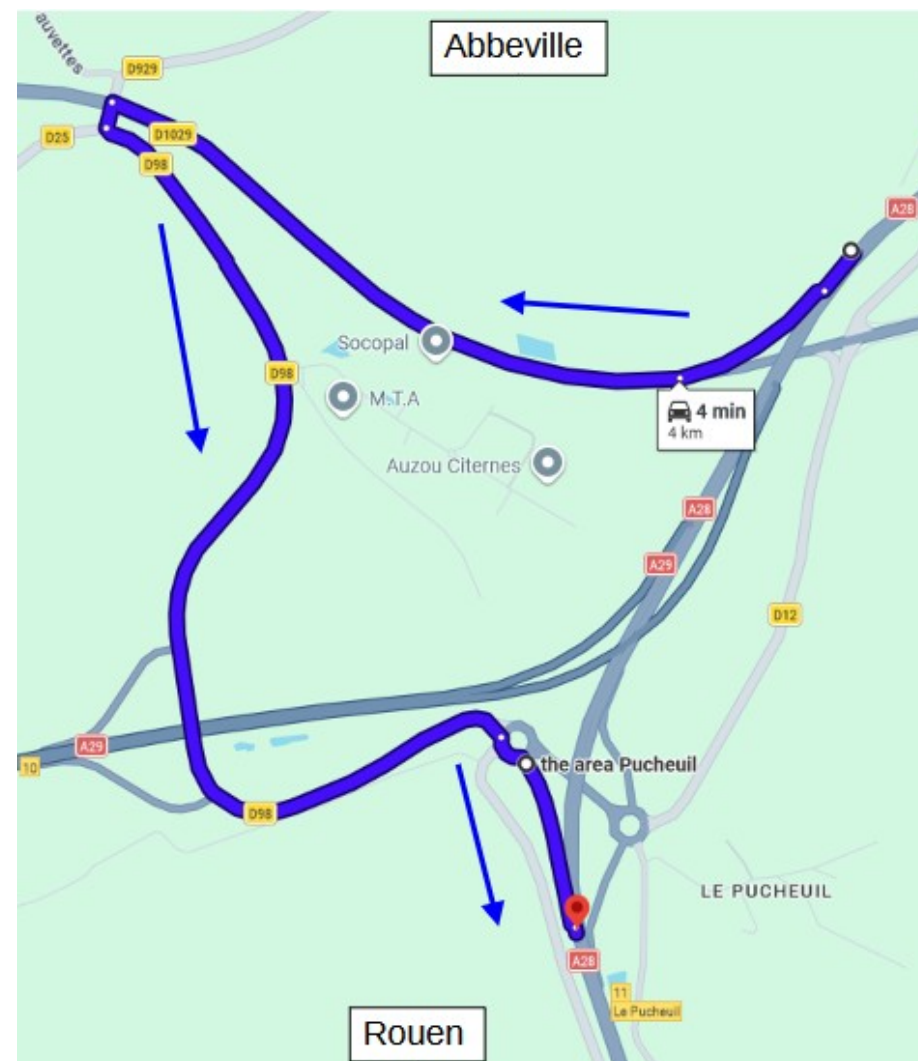 Abbeville
auvettes
D929
D25
D1029
D98
A28
Socopal
D98
M.T.A
4 min
4 km
Auzou Citernes
A28
A29
D12
A29
10
the area Pucheuil
D98
LE PUCHEUIL
A28
11
Le Pucheuil
Rouen